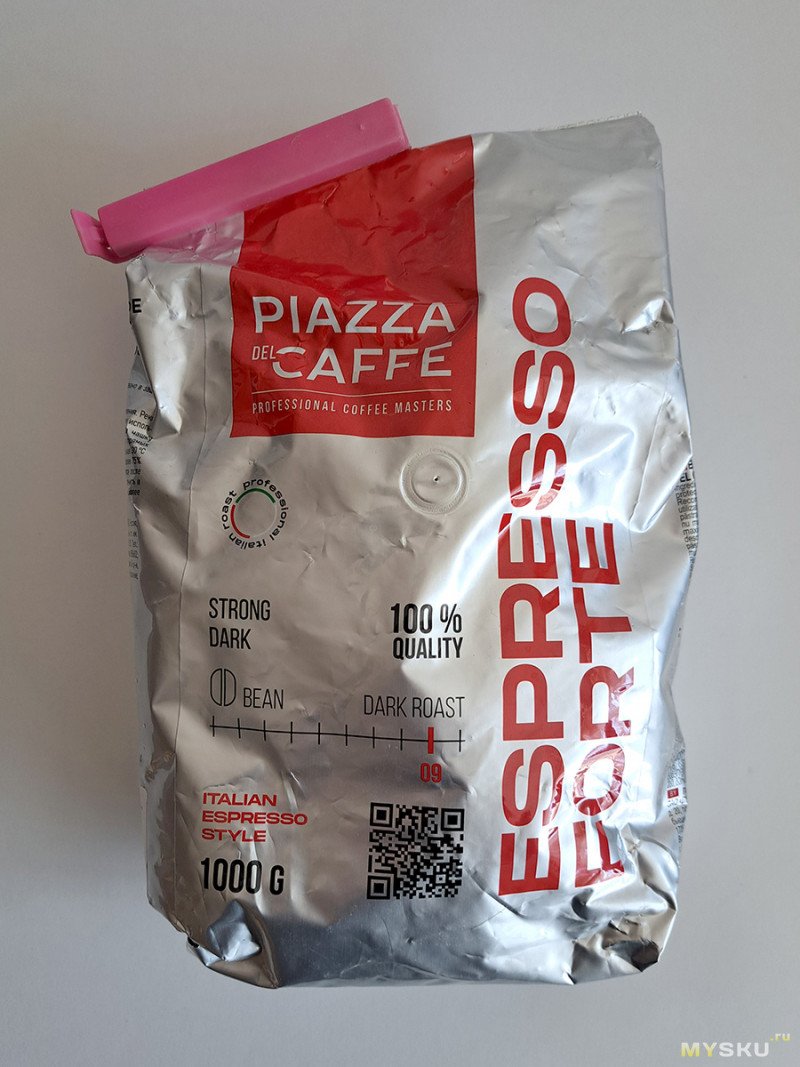 PIAZZA
DEL CAFFE
PROFESSIONAL COFFEE MASTERS
ESPRESSO
FORTE
professional italian roast
STRONG
DARK
100 %
QUALITY
BEAN
DARK ROAST
09
ITALIAN
ESPRESSO
STYLE
1000 G
MYSKU.ru